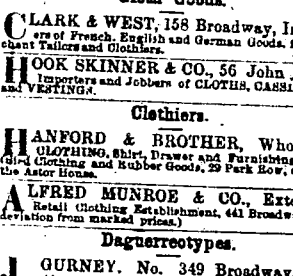 CLARK & WEST, 158 Broadway, I
ers of French, English and German Goods,
chant Tailors and Clothiers.
HOOK SKINNER & CO., 56 John
Importers and Jobbers of CLOTHS, CASSI
and VESTINGS.
Clothiers.
HANFORD & BROTHER, Who
CLOTHING, Shirt, Drawer and Furnishing
Clothing and Rubber Goods, 29 Park Row,
the Astor House.
ALFRED MUNROE & CO., Exte
Retail Clothing Establishment, 441 Broadw
deviation from marked prices.)
Daguerreotypes.
GURNEY, No. 349 Broadway